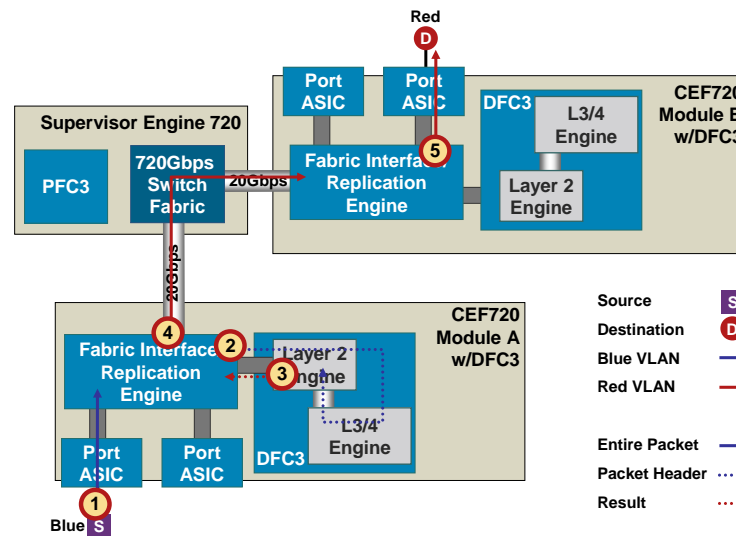 Red
D
Port
ASIC
Port
ASIC
DFC3
L3/4
Engine
Layer 2
Engine
CEF720
Module B
w/DFC3
Supervisor Engine 720
PFC3
720Gbps
Switch
Fabric
20Gbps
Fabric Interface
Replication
Engine
5
20Gbps
4
CEF720
Module A
w/DFC3
Fabric Interface
Replication
Engine
2
3
Layer 2
Engine
L3/4
Engine
DFC3
Port
ASIC
Port
ASIC
1
Blue S
Source S
Destination D
Blue VLAN
Red VLAN
Entire Packet
Packet Header
Result